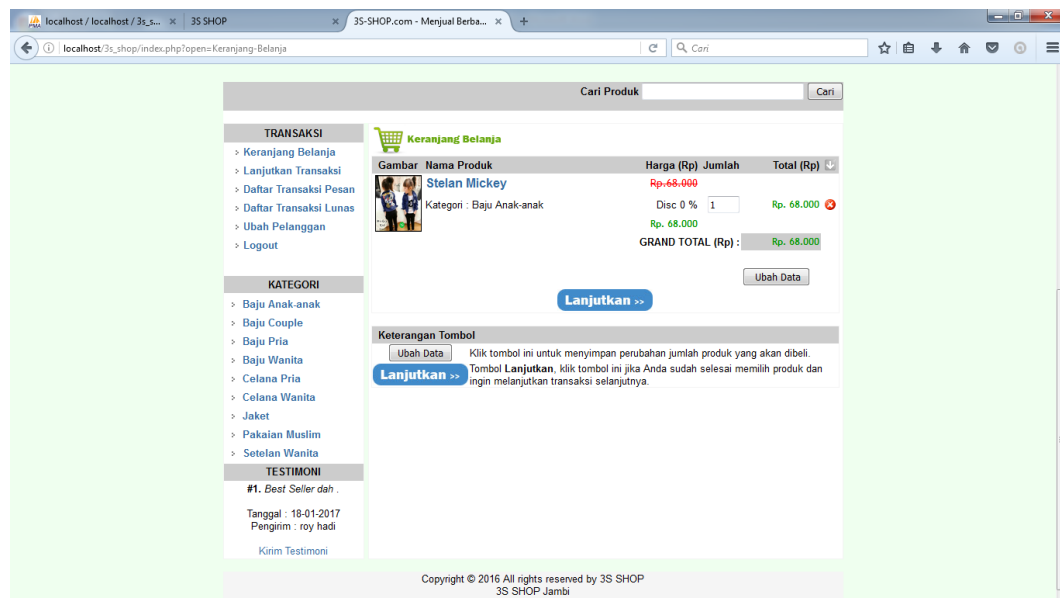 localhost / localhost / 3s_s...
3S SHOP
3S-SHOP.com - Menjual Berba...
localhost/3s_shop/index.php?open=Keranjang-Belanja
Cari
Cari Produk
Cari
TRANSAKSI
Keranjang Belanja
Lanjutkan Transaksi
Daftar Transaksi Pesan
Daftar Transaksi Lunas
Ubah Pelanggan
Logout
KATEGORI
Baju Anak-anak
Baju Couple
Baju Pria
Baju Wanita
Celana Pria
Celana Wanita
Jaket
Pakaian Muslim
Setelan Wanita
TESTIMONI
#1. Best Seller dah .
Tanggal : 18-01-2017
Pengirim : roy hadi
Kirim Testimoni
Keranjang Belanja
Gambar Nama Produk Harga (Rp) Jumlah Total (Rp)
Stelan Mickey Rp.68.000
Kategori : Baju Anak-anak Disc 0 % 1 Rp. 68.000
Rp. 68.000
GRAND TOTAL (Rp) : Rp. 68.000
Ubah Data
Lanjutkan >>
Keterangan Tombol
Ubah Data Klik tombol ini untuk menyimpan perubahan jumlah produk yang akan dibeli.
Lanjutkan >> Tombol Lanjutkan, klik tombol ini jika Anda sudah selesai memilih produk dan
ingin melanjutkan transaksi selanjutnya.
Copyright © 2016 All rights reserved by 3S SHOP
3S SHOP Jambi